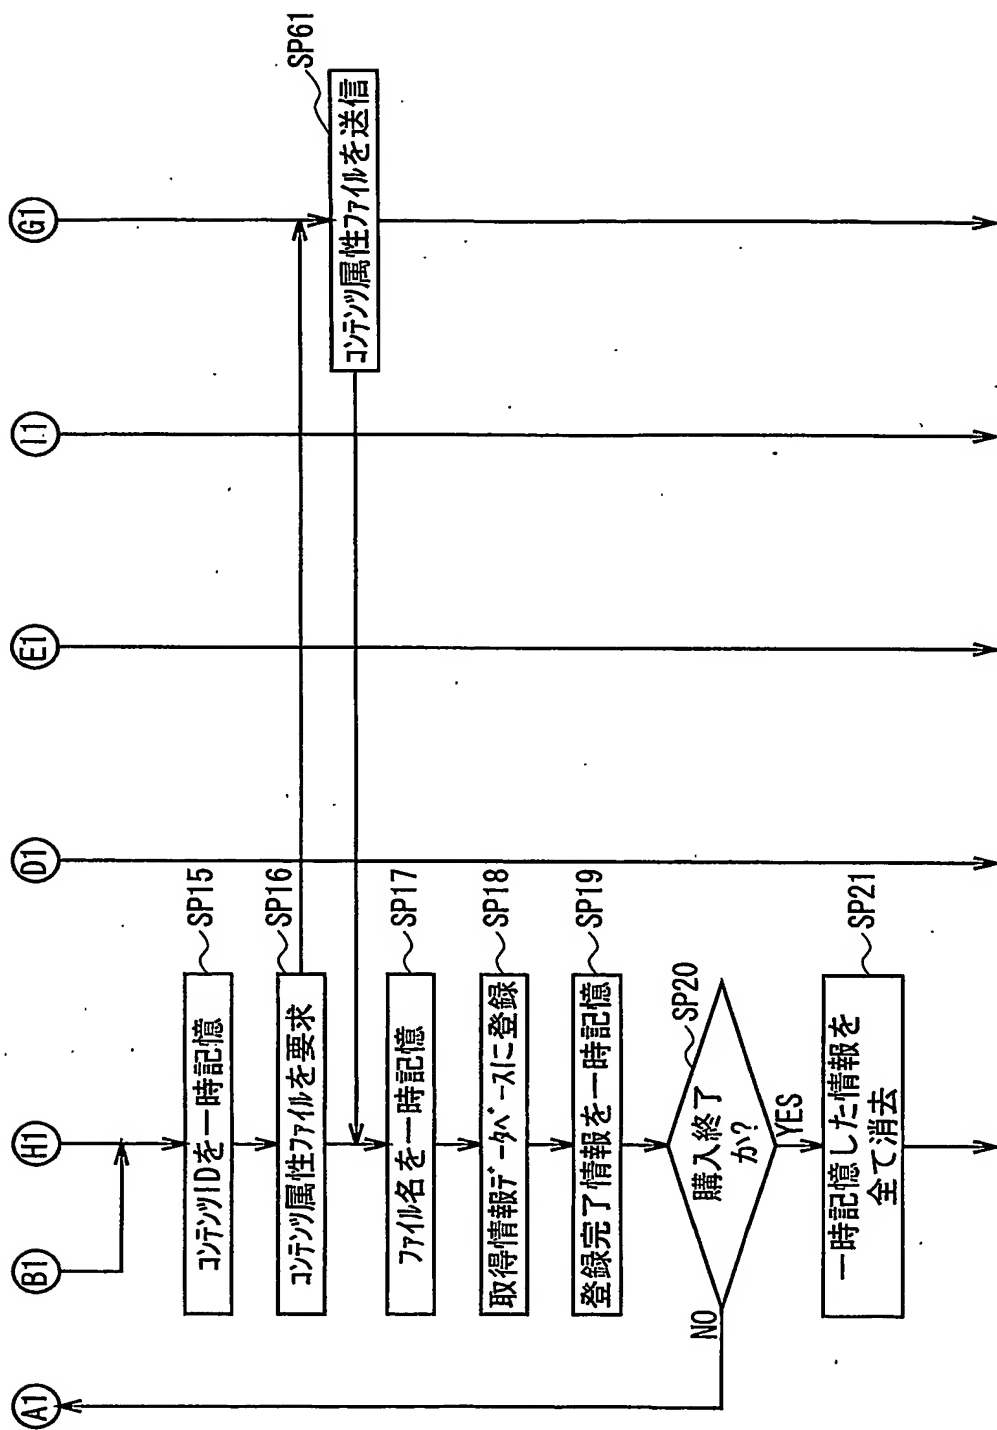 A1
B1
H1
D1
E1
I1
G1
コンテンツIDを一時記憶
SP15
コンテンツ属性ファイルを要求
SP16
コンテンツ属性ファイルを送信
SP61
ファイル名を一時記憶
SP17
取得情報データベースに登録
SP18
登録完了情報を一時記憶
SP19
購入終了
か?
SP20
NO
YES
一時記憶した情報を
全て消去
SP21